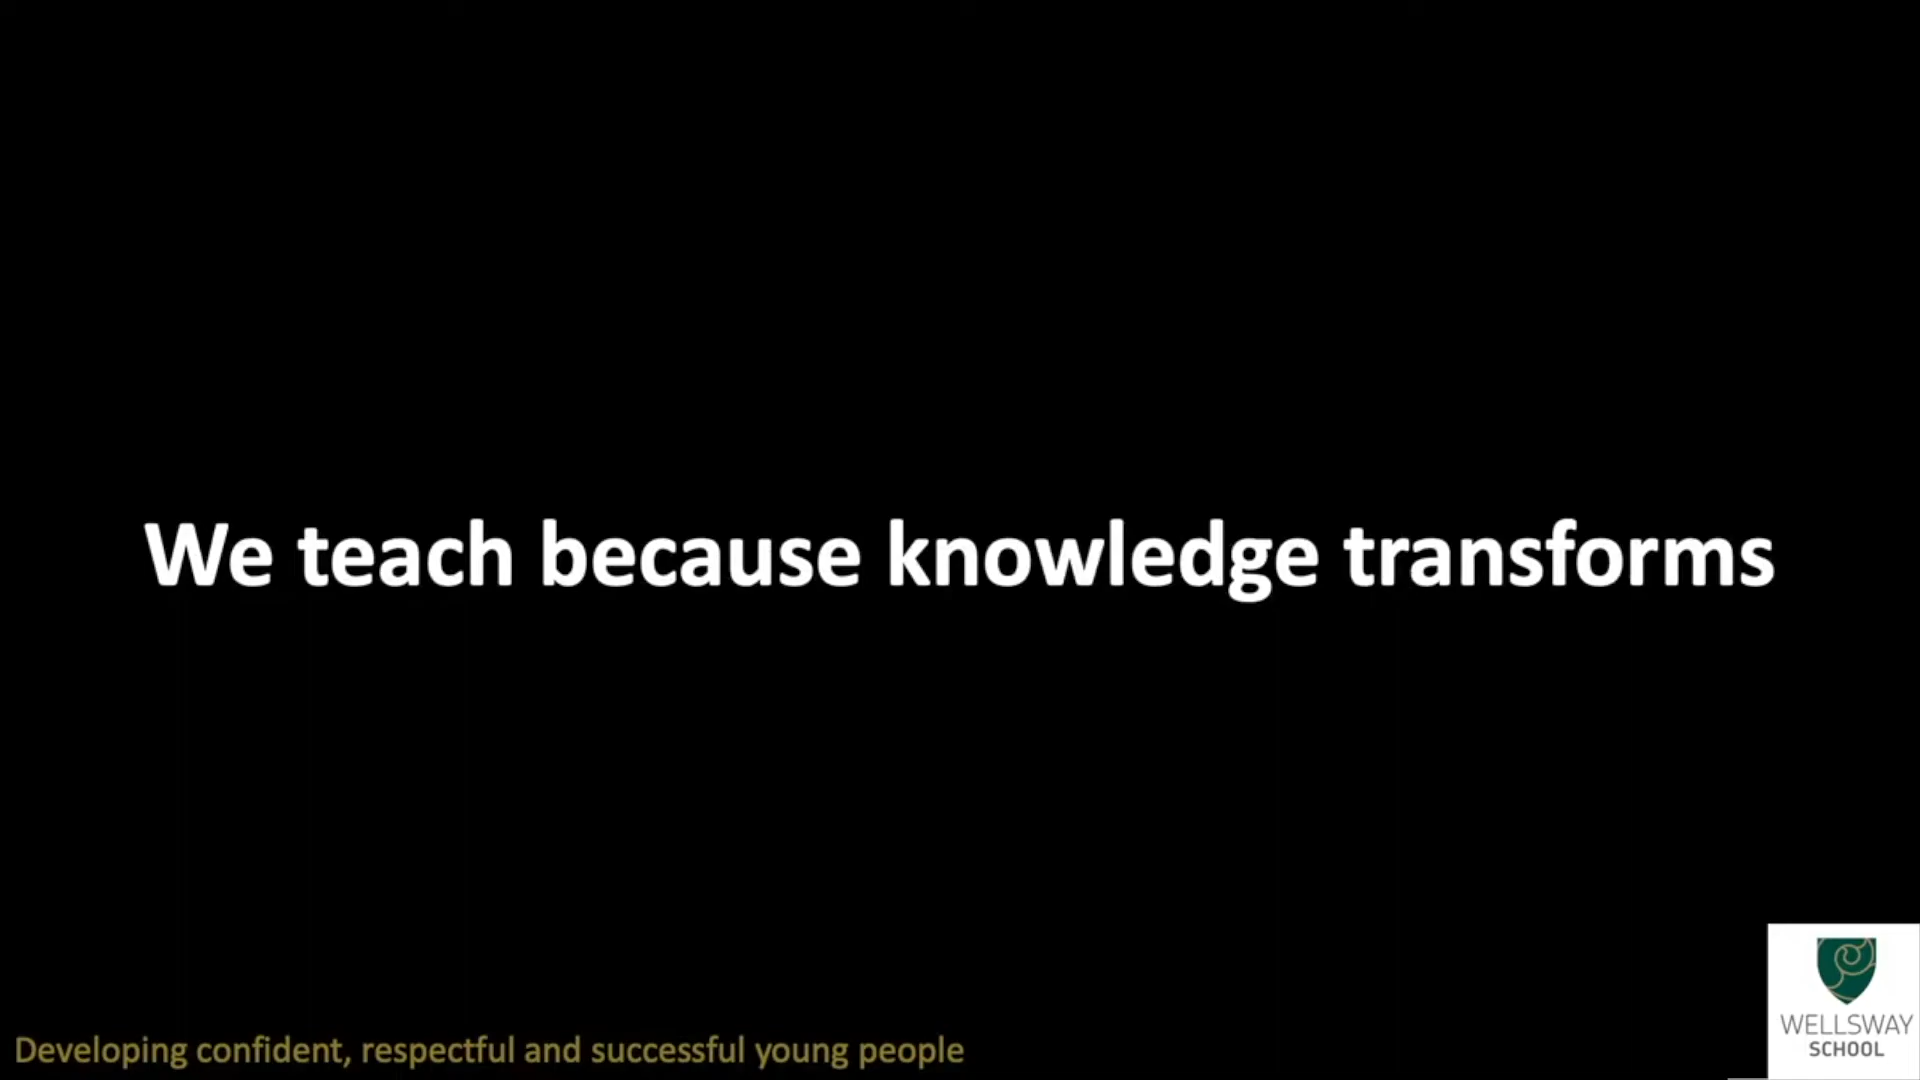 We teach because knowledge transforms
Developing confident, respectful and successful young people
WELLSWAY
SCHOOL